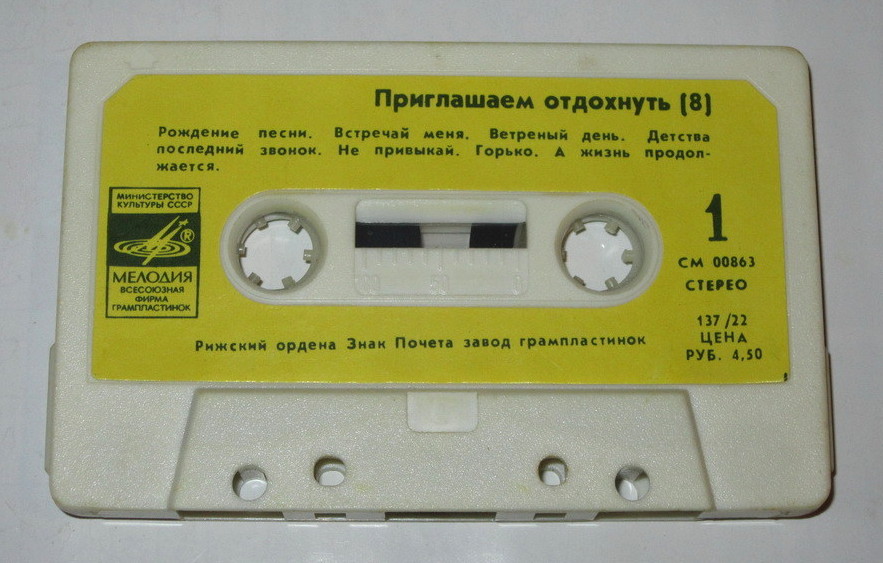 Приглашаем отдохнуть (8)
Рождение песни. Встречай меня. Ветреный день. Детства
последний звонок. Не привыкай. Горько. А жизнь продол-
жается.
МИНИСТЕРСТВО
КУЛЬТУРЫ СССР
®
МЕЛОДИЯ
ВСЕСОЮЗНАЯ
ФИРМА
ГРАМПЛАСТИНОК
1
СМ 00863
СТЕРЕО
Рижский ордена Знак Почета завод грампластинок
137/22
ЦЕНА
РУБ. 4,50